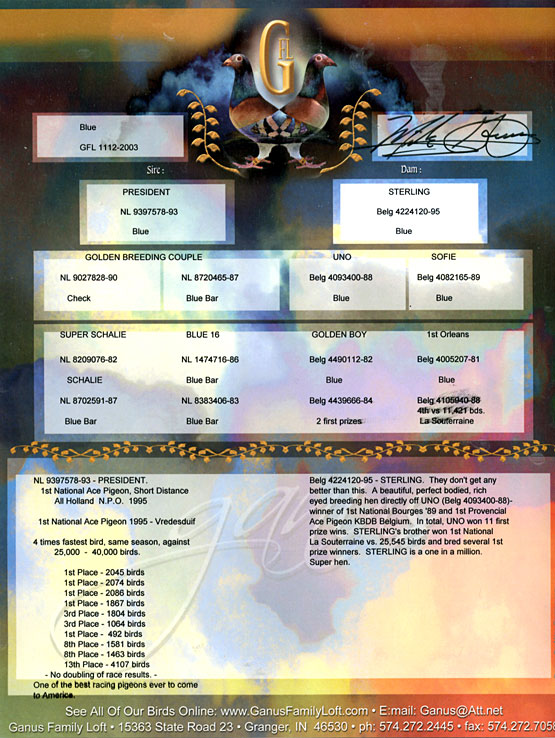 GFL
Blue
GFL 1112-2003
Sire :
Dam :
PRESIDENT
NL 9397578-93
Blue
STERLING
Belg 4224120-95
Blue
GOLDEN BREEDING COUPLE
NL 9027828-90
NL 8720465-87
Check
Blue Bar
UNO
SOFIE
Belg 4093400-88
Belg 4082165-89
Blue
Blue
SUPER SCHALIE
BLUE 16
GOLDEN BOY
1st Orleans
NL 8209076-82
NL 1474716-86
Belg 4490112-82
Belg 4005207-81
SCHALIE
Blue Bar
Blue
Blue
NL 8702591-87
NL 8383406-83
Belg 4439666-84
Belg 4105940-88
4th vs 11,421 bds.
Blue Bar
Blue Bar
2 first prizes
La Souterraine
NL 9397578-93 - PRESIDENT.
1st National Ace Pigeon, Short Distance
All Holland N.P.O. 1995
1st National Ace Pigeon 1995 - Vredesduif
4 times fastest bird, same season, against
25,000 - 40,000 birds.
1st Place - 2045 birds
1st Place - 2074 birds
1st Place - 2086 birds
1st Place - 1867 birds
3rd Place - 1804 birds
3rd Place - 1064 birds
1st Place - 492 birds
8th Place - 1581 birds
8th Place - 1463 birds
13th Place - 4107 birds
- No doubling of race results. -
One of the best racing pigeons ever to come
to America.
Belg 4224120-95 - STERLING. They don't get any
better than this. A beautiful, perfect bodied, rich
eyed breeding hen directly off UNO (Belg 4093400-88)-
winner of 1st National Bourges '89 and 1st Provencial
Ace Pigeon KBDB Belgium. In total, UNO won 11 first
prize wins. STERLING's brother won 1st National
La Souterraine vs. 25,545 birds and bred several 1st
prize winners. STERLING is a one in a million.
Super hen.
See All Of Our Birds Online: www.GanusFamilyLoft.com • E:mail: Ganus@Att.net
Ganus Family Loft • 15363 State Road 23 • Granger, IN 46530 • ph: 574.272.2445 • fax: 574.272.705